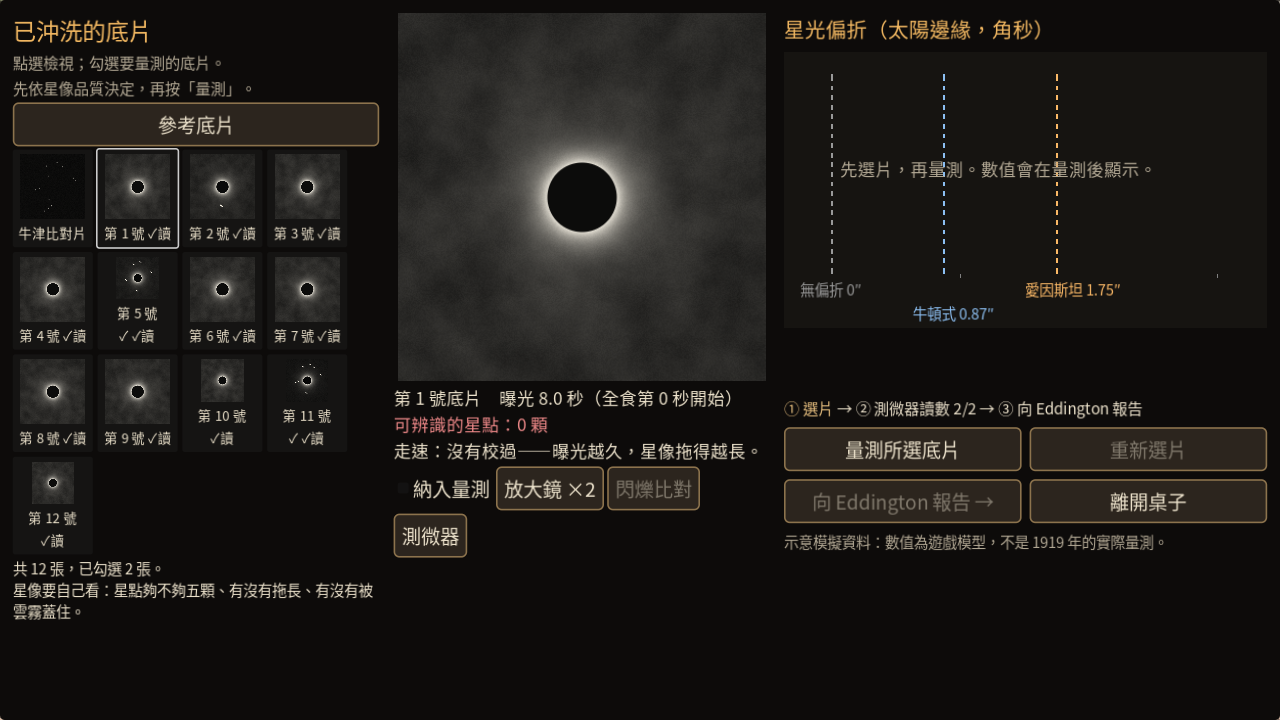 已沖洗的底片
點選檢視；勾選要量測的底片。
先依星像品質決定，再按「量測」。
參考底片
牛津比對片
第 1 號 ✓讀
第 2 號 ✓讀
第 3 號 ✓讀
第 4 號 ✓讀
第 5 號
✓ ✓讀
第 6 號 ✓讀
第 7 號 ✓讀
第 8 號 ✓讀
第 9 號 ✓讀
第 10 號
✓讀
第 11 號
✓ ✓讀
第 12 號
✓讀
共 12 張，已勾選 2 張。
星像要自己看：星點夠不夠五顆、有沒有拖長、有沒有被
雲霧蓋住。
第 1 號底片　曝光 8.0 秒（全食第 0 秒開始）
可辨識的星點：0 顆
走速：沒有校過——曝光越久，星像拖得越長。
納入量測
放大鏡 ×2
閃爍比對
測微器
星光偏折（太陽邊緣，角秒）
先選片，再量測。數值會在量測後顯示。
無偏折 0″
愛因斯坦 1.75″
牛頓式 0.87″
① 選片 → ② 測微器讀數 2/2 → ③ 向 Eddington 報告
量測所選底片
重新選片
向 Eddington 報告 →
離開桌子
示意模擬資料：數值為遊戲模型，不是 1919 年的實際量測。